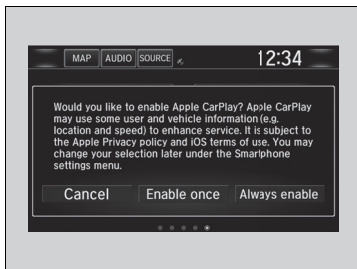 MAP AUDIO SOURCE 12:34
Would you like to enable Apple CarPlay? Apple CarPlay
may use some user and vehicle information (e.g.
location and speed) to enhance service. It is subject to
the Apple Privacy policy and iOS terms of use. You may
change your selection later under the Smartphone
settings menu.
Cancel Enable once Always enable